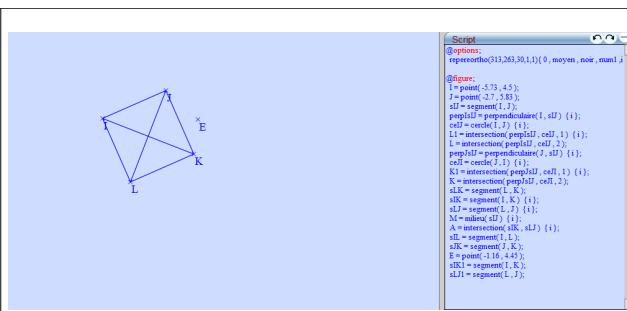 Script
@options;
repereortho(313,263,30,1,1){ 0 , moyen , noir , num1 ,i
@figure;
I = point( -5.73 , 4.5 );
J = point( -2.7 , 5.83 );
sIJ = segment( I , J );
perpIsIJ = perpendiculaire( I , sIJ ) { i };
ceIJ = cercle( I , J ) { i };
L1 = intersection( perpIsIJ , ceIJ , 1 ) { i };
L = intersection( perpIsIJ , ceIJ , 2 );
perpJsIJ = perpendiculaire( J , sIJ ) { i };
ceJI = cercle( J , I ) { i };
K1 = intersection( perpJsIJ , ceJI , 1 ) { i };
K = intersection( perpJsIJ , ceJI , 2 );
sLK = segment( L , K );
sIK = segment( I , K ) { i };
sLJ = segment( L , J ) { i };
M = milieu( sIJ ) { i };
A = intersection( sIK , sLJ ) { i };
sIL = segment( I , L );
sJK = segment( J , K );
E = point( -1.16 , 4.45 );
sIK1 = segment( I , K );
sLJ1 = segment( L , J );
J
I
E
K
L